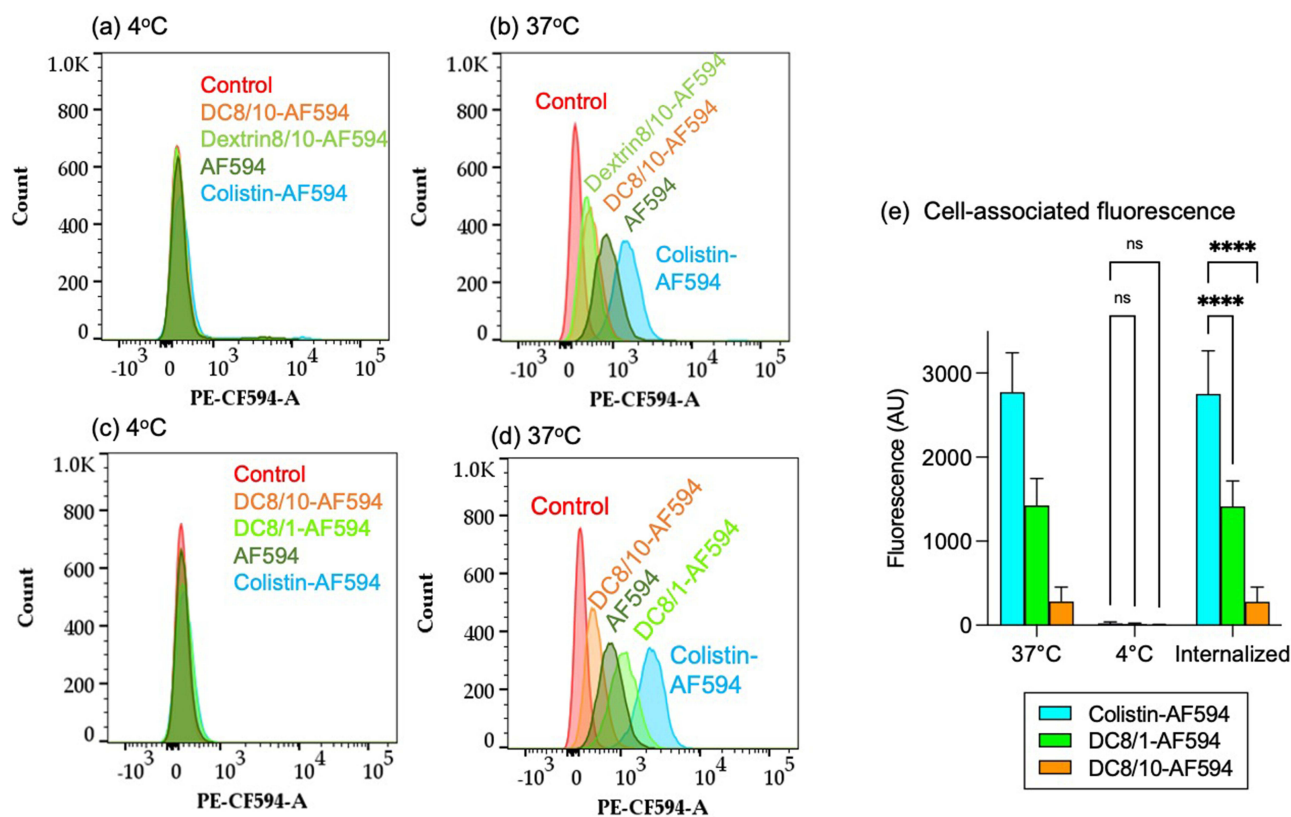 (a) 4ºC
1.0K
800
600
400
200
0
Count
Control
DC8/10-AF594
Dextrin8/10-AF594
AF594
Colistin-AF594
-10³ 0 10³ 10⁴ 10⁵
PE-CF594-A
(b) 37ºC
1.0K
800
600
400
200
0
Count
Control
Dextrin8/10-AF594
DC8/10-AF594
AF594
Colistin-
AF594
-10³ 0 10³ 10⁴ 10⁵
PE-CF594-A
(c) 4ºC
1.0K
800
600
400
200
0
Count
Control
DC8/10-AF594
DC8/1-AF594
AF594
Colistin-AF594
-10³ 0 10³ 10⁴ 10⁵
PE-CF594-A
(d) 37ºC
1.0K
800
600
400
200
0
Count
Control
DC8/10-AF594
AF594
DC8/1-AF594
Colistin-
AF594
-10³ 0 10³ 10⁴ 10⁵
PE-CF594-A
(e) Cell-associated fluorescence
ns
ns
****
****
3000
2000
1000
0
Fluorescence (AU)
37°C 4°C Internalized
Colistin-AF594
DC8/1-AF594
DC8/10-AF594